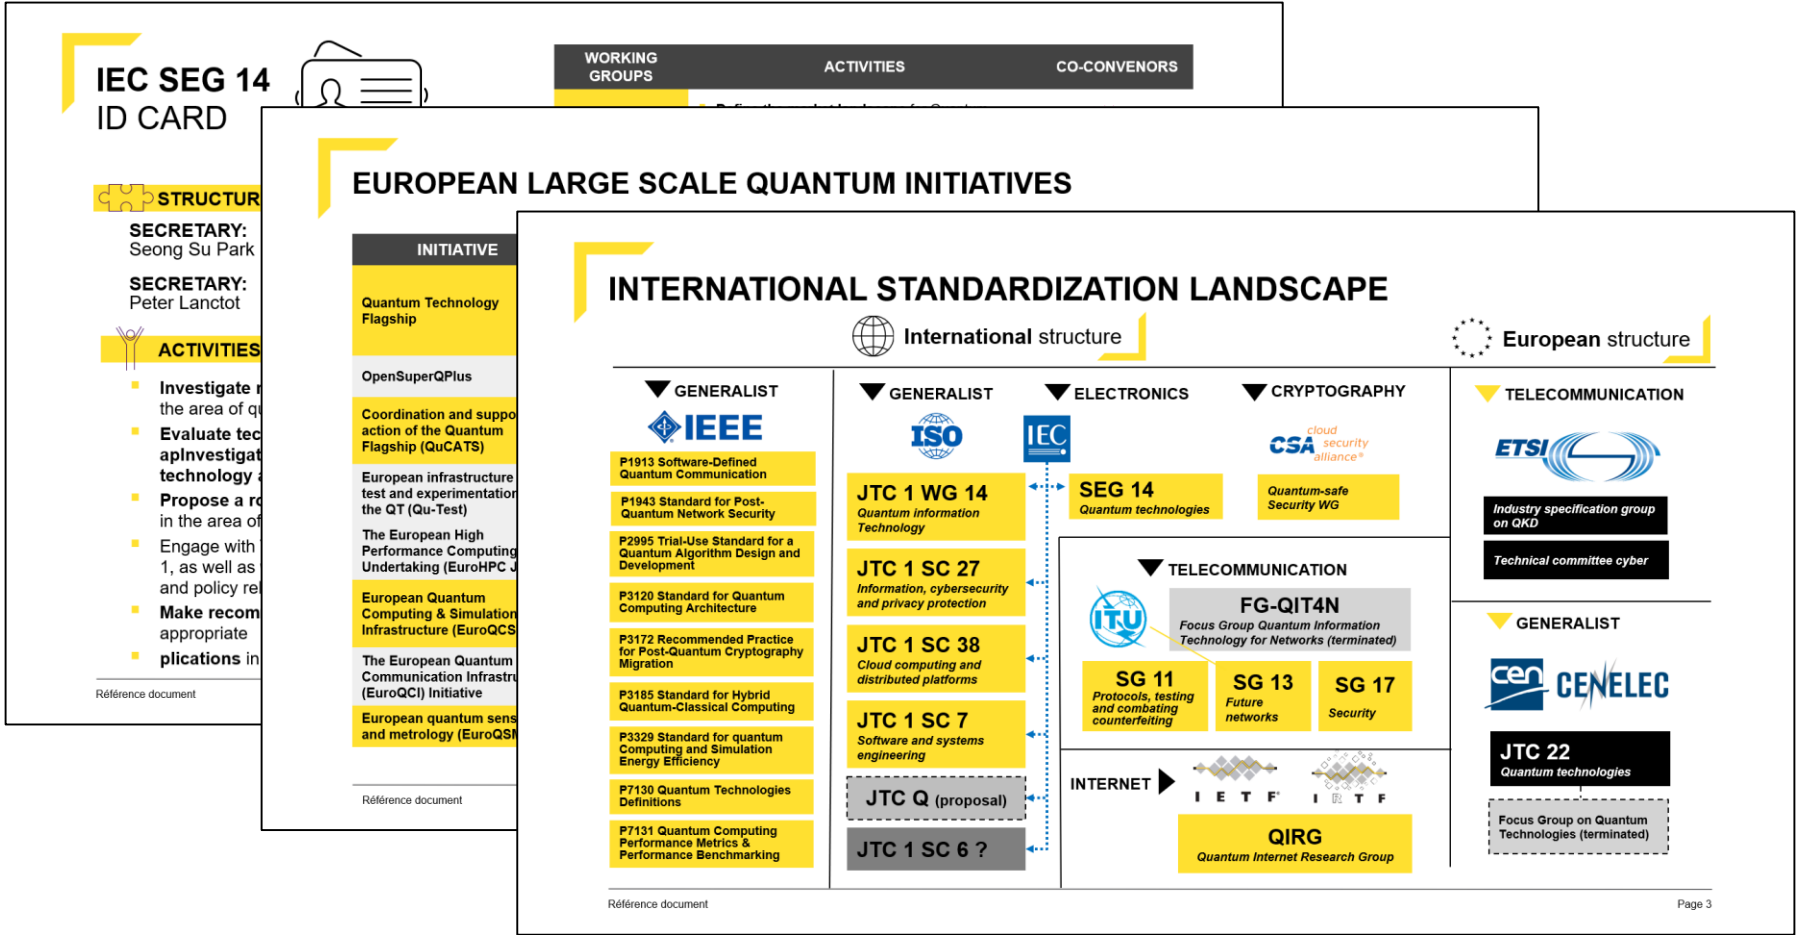 IEC SEG 14
ID CARD
WORKING
GROUPS
ACTIVITIES
CO-CONVENORS
STRUCTUR
SECRETARY:
Seong Su Park
SECRETARY:
Peter Lanctot
ACTIVITIES
Investigate
the area of
Evaluate tec
apInvestigat
technology
Propose a ro
in the area of
Engage with
1, as well as
and policy rel
Make recom
appropriate
plications in
Référence document
EUROPEAN LARGE SCALE QUANTUM INITIATIVES
INITIATIVE
Quantum Technology
Flagship
OpenSuperQPlus
Coordination and suppo
action of the Quantum
Flagship (QuCATS)
European infrastructure
test and experimentation
the QT (Qu-Test)
The European High
Performance Computing
Undertaking (EuroHPC J
European Quantum
Computing & Simulation
Infrastructure (EuroQCS
The European Quantum
Communication Infrastru
(EuroQCI) Initiative
European quantum sens
and metrology (EuroQSM
Référence document
INTERNATIONAL STANDARDIZATION LANDSCAPE
International structure
European structure
GENERALIST
IEEE
P1913 Software-Defined
Quantum Communication
P1943 Standard for Post-
Quantum Network Security
P2995 Trial-Use Standard for a
Quantum Algorithm Design and
Development
P3120 Standard for Quantum
Computing Architecture
P3172 Recommended Practice
for Post-Quantum Cryptography
Migration
P3185 Standard for Hybrid
Quantum-Classical Computing
P3329 Standard for quantum
Computing and Simulation
Energy Efficiency
P7130 Quantum Technologies
Definitions
P7131 Quantum Computing
Performance Metrics &
Performance Benchmarking
GENERALIST
ISO
JTC 1 WG 14
Quantum information
Technology
JTC 1 SC 27
Information, cybersecurity
and privacy protection
JTC 1 SC 38
Cloud computing and
distributed platforms
JTC 1 SC 7
Software and systems
engineering
JTC Q (proposal)
JTC 1 SC 6 ?
ELECTRONICS
IEC
SEG 14
Quantum technologies
CRYPTOGRAPHY
CSA cloud
security
alliance®
Quantum-safe
Security WG
TELECOMMUNICATION
ITU
FG-QIT4N
Focus Group Quantum Information
Technology for Networks (terminated)
SG 11
Protocols, testing
and combating
counterfeiting
SG 13
Future
networks
SG 17
Security
INTERNET
IETF®
IRTF
QIRG
Quantum Internet Research Group
TELECOMMUNICATION
ETSI
Industry specification group
on QKD
Technical committee cyber
GENERALIST
cen CENELEC
JTC 22
Quantum technologies
Focus Group on Quantum
Technologies (terminated)
Référence document
Page 3